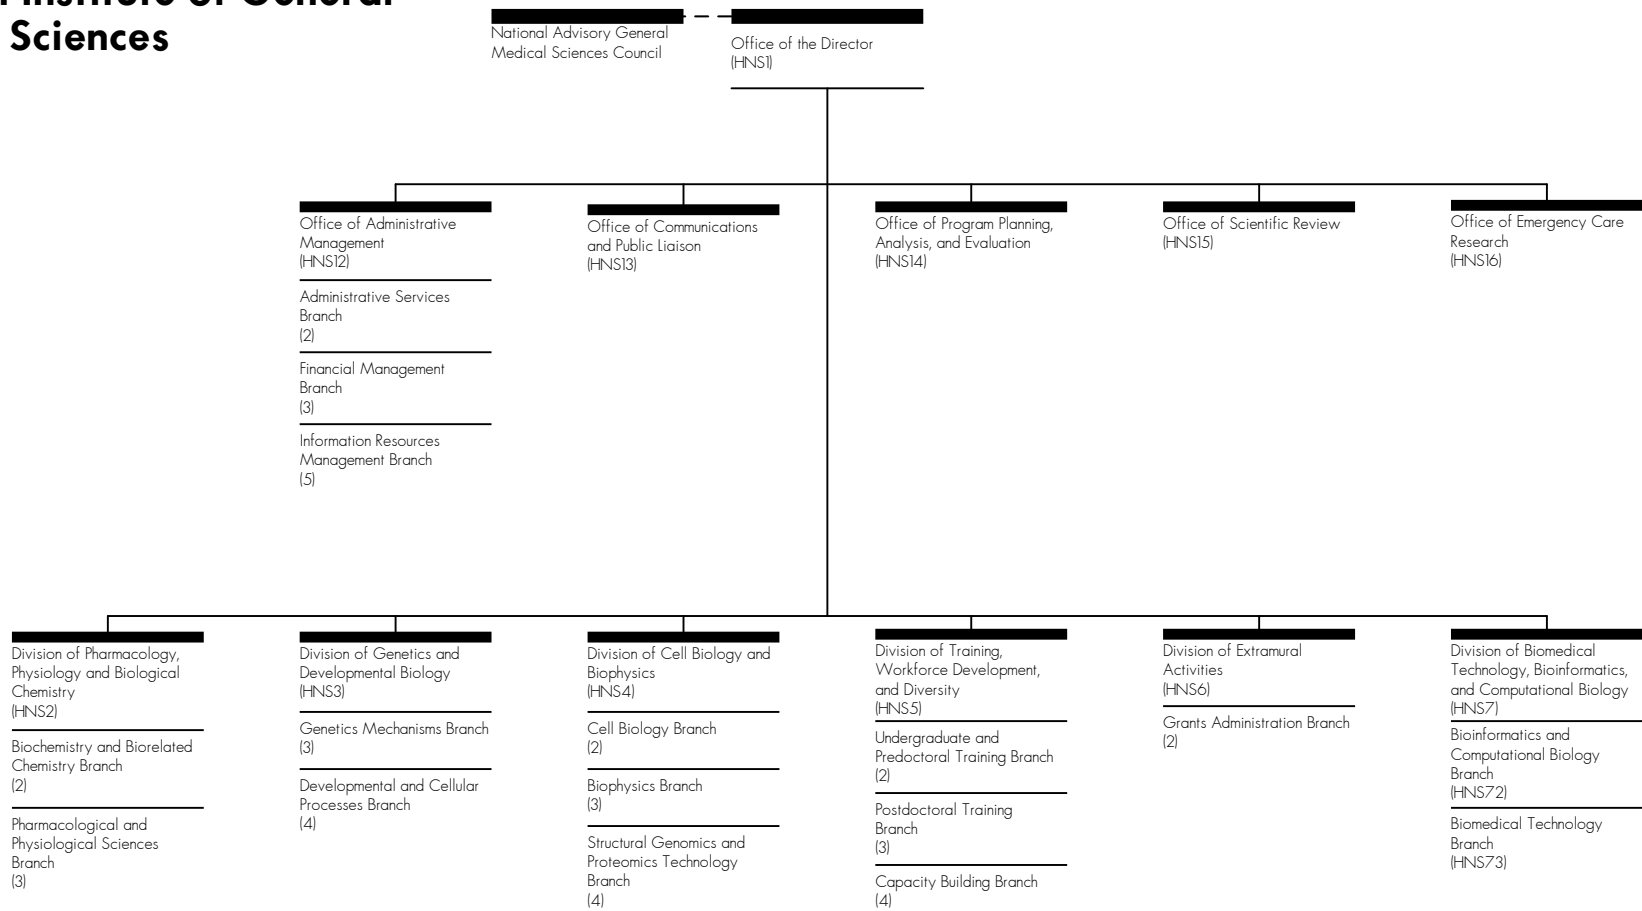 Institute of General
Sciences
National Advisory General
Medical Sciences Council
Office of the Director
(HNS1)
Office of Administrative
Management
(HNS12)
Administrative Services
Branch
(2)
Financial Management
Branch
(3)
Information Resources
Management Branch
(5)
Office of Communications
and Public Liaison
(HNS13)
Office of Program Planning,
Analysis, and Evaluation
(HNS14)
Office of Scientific Review
(HNS15)
Office of Emergency Care
Research
(HNS16)
Division of Pharmacology,
Physiology and Biological
Chemistry
(HNS2)
Biochemistry and Biorelated
Chemistry Branch
(2)
Pharmacological and
Physiological Sciences
Branch
(3)
Division of Genetics and
Developmental Biology
(HNS3)
Genetics Mechanisms Branch
(3)
Developmental and Cellular
Processes Branch
(4)
Division of Cell Biology and
Biophysics
(HNS4)
Cell Biology Branch
(2)
Biophysics Branch
(3)
Structural Genomics and
Proteomics Technology
Branch
(4)
Division of Training,
Workforce Development,
and Diversity
(HNS5)
Undergraduate and
Predoctoral Training Branch
(2)
Postdoctoral Training
Branch
(3)
Capacity Building Branch
(4)
Division of Extramural
Activities
(HNS6)
Grants Administration Branch
(2)
Division of Biomedical
Technology, Bioinformatics,
and Computational Biology
(HNS7)
Bioinformatics and
Computational Biology
Branch
(HNS72)
Biomedical Technology
Branch
(HNS73)